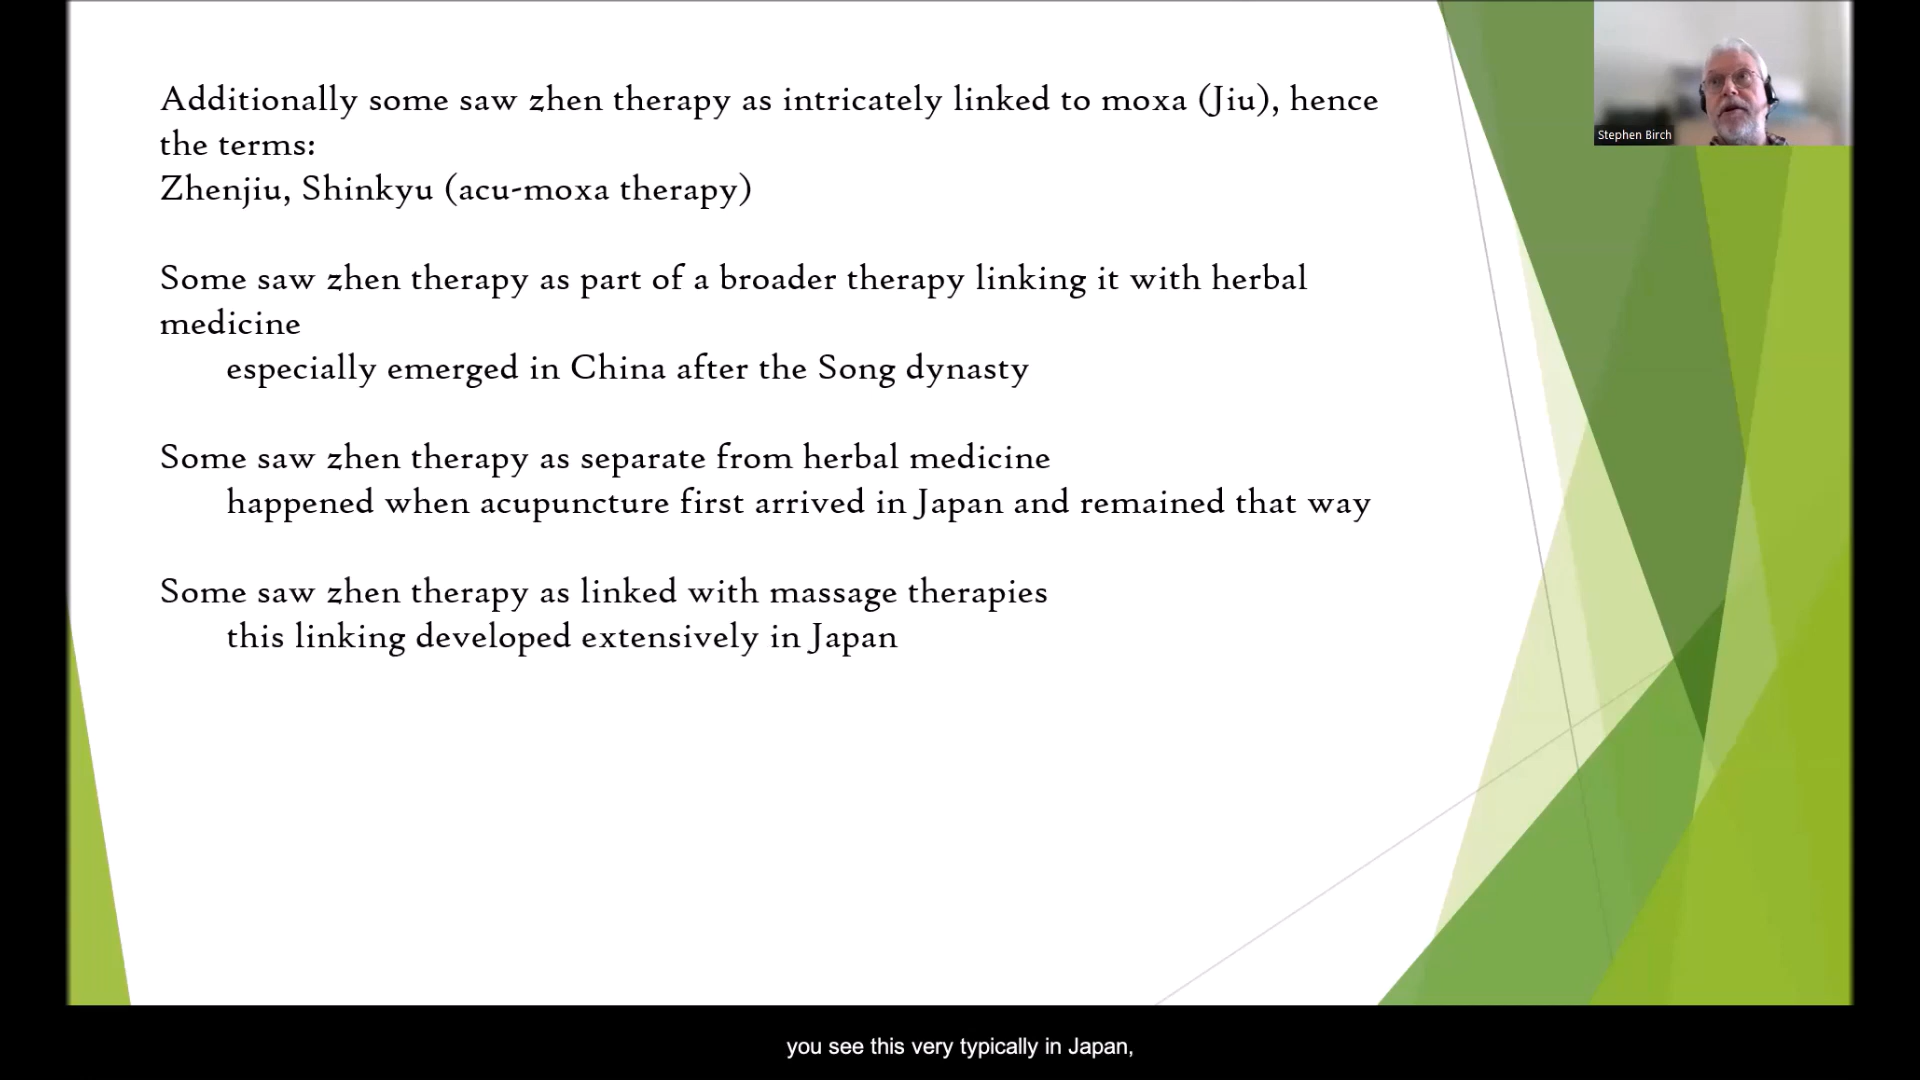 Additionally some saw zhen therapy as intricately linked to moxa (Jiu), hence
the terms:
Zhenjiu, Shinkyu (acu-moxa therapy)
Some saw zhen therapy as part of a broader therapy linking it with herbal
medicine
especially emerged in China after the Song dynasty
Some saw zhen therapy as separate from herbal medicine
happened when acupuncture first arrived in Japan and remained that way
Some saw zhen therapy as linked with massage therapies
this linking developed extensively in Japan
Stephen Birch
you see this very typically in Japan,